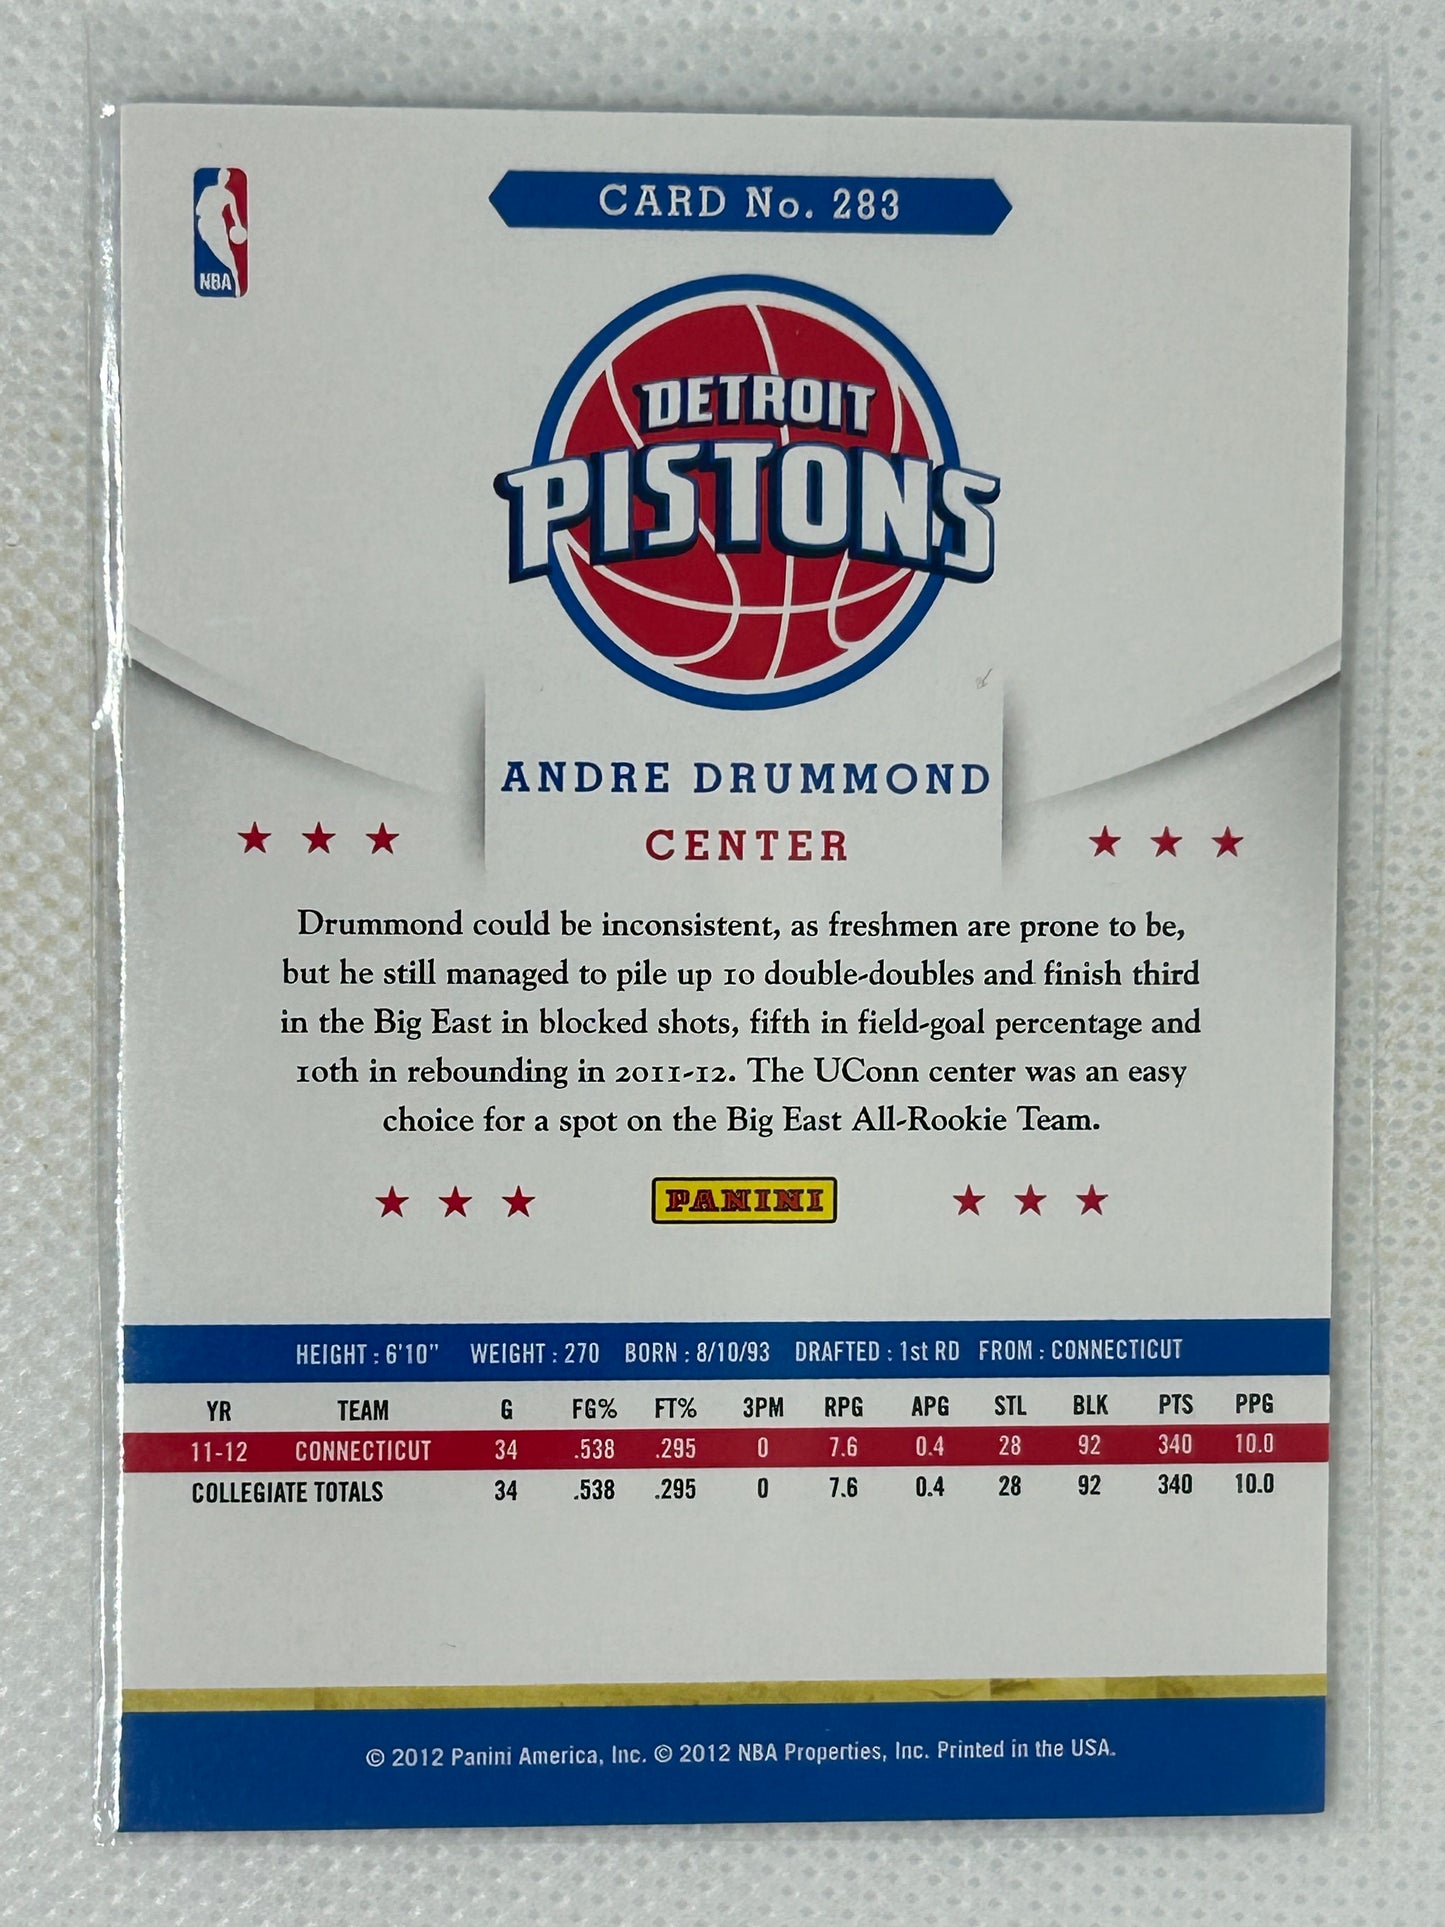 CARD No. 283
NBA
DETROIT
PISTONS
ANDRE DRUMMOND
CENTER
Drummond could be inconsistent, as freshmen are prone to be,
but he still managed to pile up 10 double-doubles and finish third
in the Big East in blocked shots, fifth in field-goal percentage and
10th in rebounding in 2011-12. The UConn center was an easy
choice for a spot on the Big East All-Rookie Team.
PANINI
HEIGHT : 6'10" WEIGHT : 270 BORN : 8/10/93 DRAFTED : 1st RD FROM : CONNECTICUT
YR TEAM G FG% FT% 3PM RPG APG STL BLK PTS PPG
11-12 CONNECTICUT 34 .538 .295 0 7.6 0.4 28 92 340 10.0
COLLEGIATE TOTALS 34 .538 .295 0 7.6 0.4 28 92 340 10.0
© 2012 Panini America, Inc. © 2012 NBA Properties, Inc. Printed in the USA.